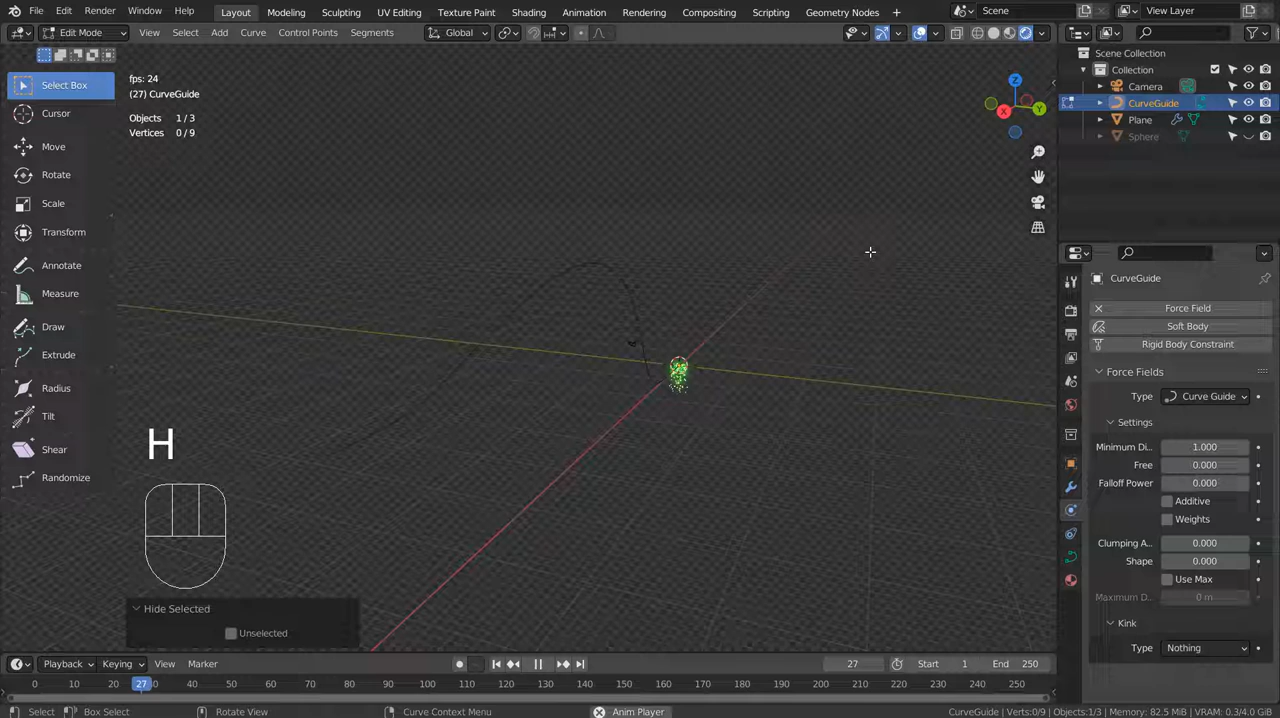 File Edit Render Window Help Layout Modeling Sculpting UV Editing Texture Paint Shading Animation Rendering Compositing Scripting Geometry Nodes + Scene View Layer
Edit Mode View Select Add Curve Control Points Segments Global
Select Box
Cursor
Move
Rotate
Scale
Transform
Annotate
Measure
Draw
Extrude
Radius
Tilt
Shear
Randomize
fps: 24
(27) CurveGuide
Objects 1 / 3
Vertices 0 / 9
Z
X
Y
H
Hide Selected
Unselected
Scene Collection
Collection
Camera
CurveGuide
Plane
Sphere
CurveGuide
Force Field
Soft Body
Rigid Body Constraint
Force Fields
Type Curve Guide
Settings
Minimum Di... 1.000
Free 0.000
Falloff Power 0.000
Additive
Weights
Clumping A... 0.000
Shape 0.000
Use Max
Maximum D... 0 m
Kink
Type Nothing
Playback Keying View Marker 27 Start 1 End 250
0 10 20 27 40 50 60 70 80 90 100 110 120 130 140 150 160 170 180 190 200 210 220 230 240 250
Select Box Select Rotate View Curve Context Menu Anim Player CurveGuide | Verts:0/9 | Objects:1/3 | Memory: 82.5 MiB | VRAM: 0.3/4.0 GiB